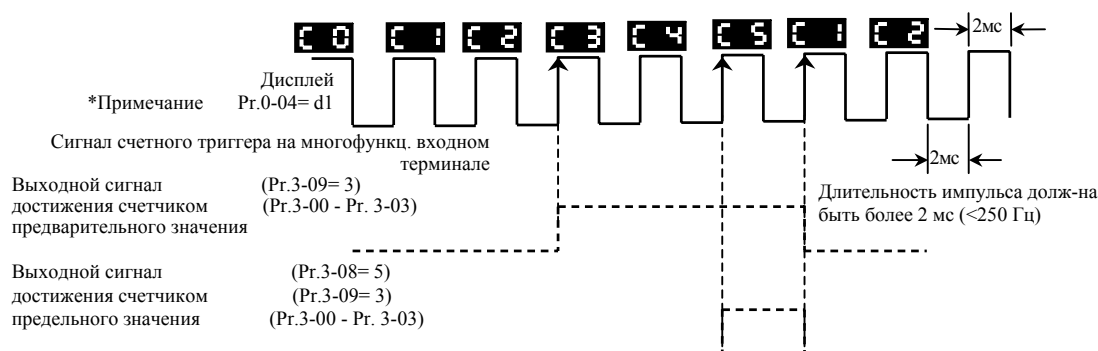 C 0 C 1 C 2 C 3 C 4 C 5 C 1 C 2 2мс
Дисплей
*Примечание Pr.0-04= d1
Сигнал счетного триггера на многофункц. входном
терминале
2мс
Выходной сигнал (Pr.3-09= 3)
достижения счетчиком (Pr.3-00 - Pr. 3-03)
предварительного значения
Длительность импульса долж-на
быть более 2 мс (<250 Гц)
Выходной сигнал (Pr.3-08= 5)
достижения счетчиком (Pr.3-09= 3)
предельного значения (Pr.3-00 - Pr. 3-03)